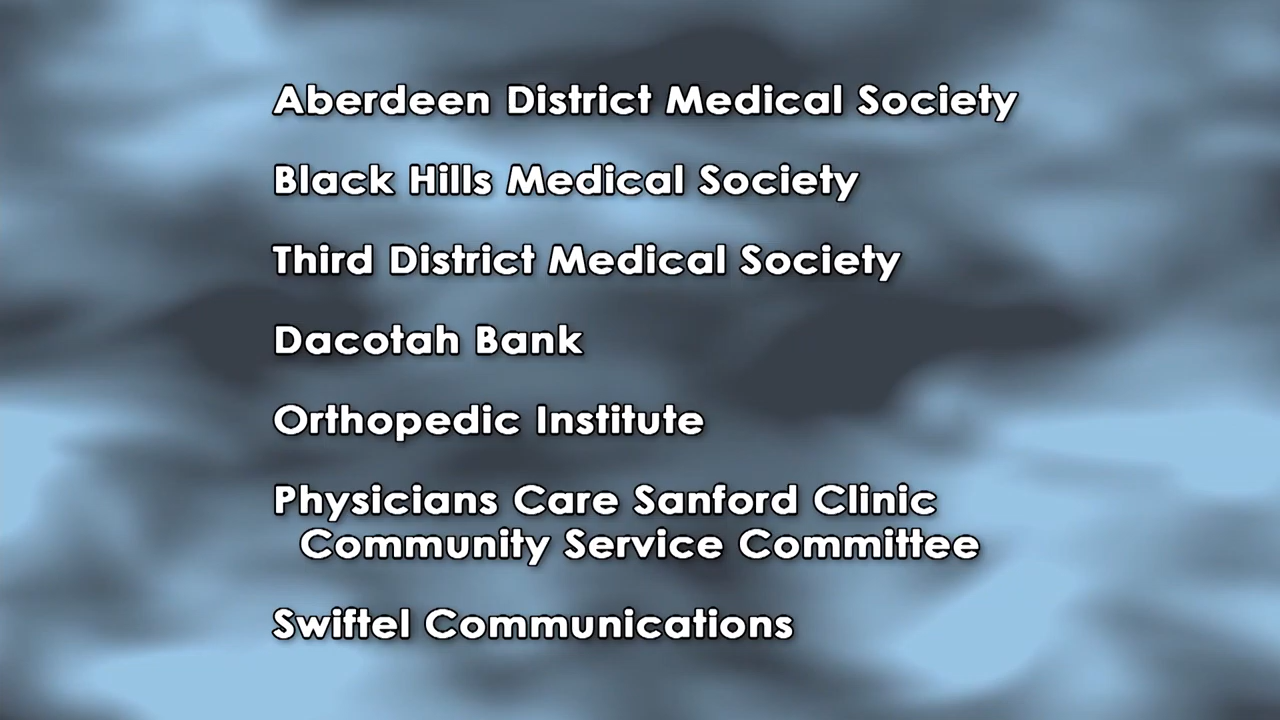 Aberdeen District Medical Society
Black Hills Medical Society
Third District Medical Society
Dacotah Bank
Orthopedic Institute
Physicians Care Sanford Clinic
Community Service Committee
Swiftel Communications